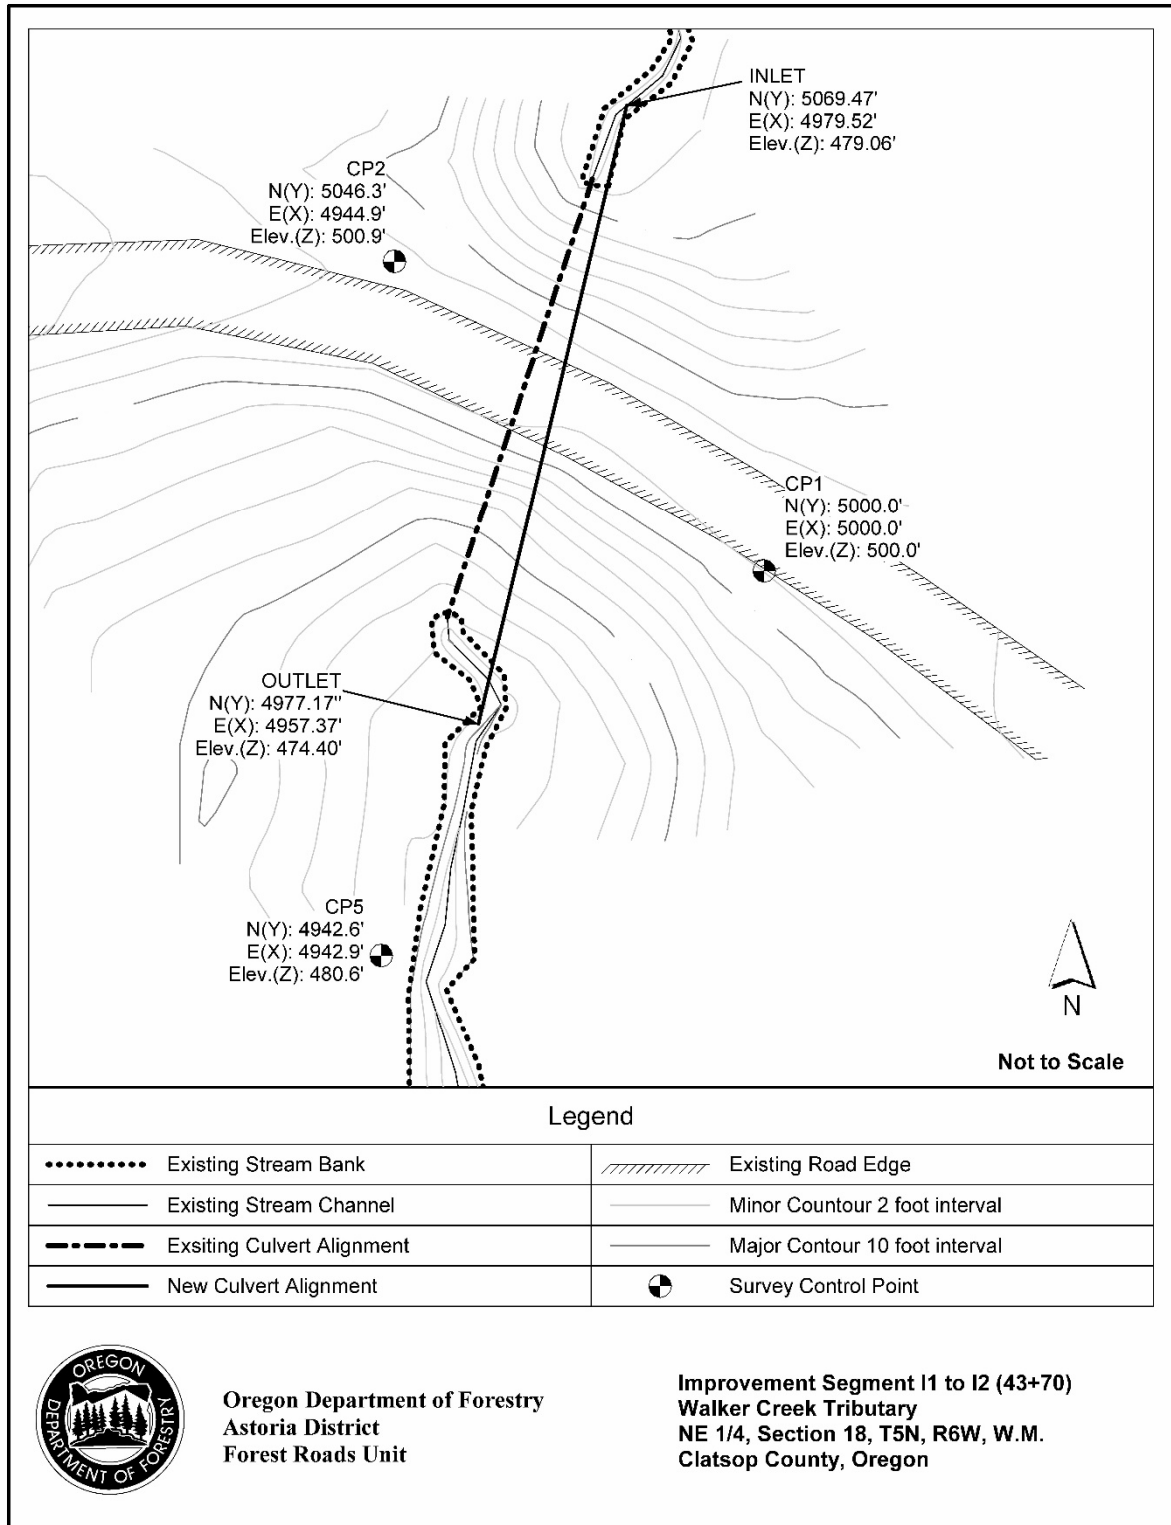 INLET
N(Y): 5069.47'
E(X): 4979.52'
Elev.(Z): 479.06'
CP2
N(Y): 5046.3'
E(X): 4944.9'
Elev.(Z): 500.9'
CP1
N(Y): 5000.0'
E(X): 5000.0'
Elev.(Z): 500.0'
OUTLET
N(Y): 4977.17"
E(X): 4957.37'
Elev.(Z): 474.40'
CP5
N(Y): 4942.6'
E(X): 4942.9'
Elev.(Z): 480.6'
N
Not to Scale
Legend
Existing Stream Bank
Existing Road Edge
Existing Stream Channel
Minor Countour 2 foot interval
Exsiting Culvert Alignment
Major Contour 10 foot interval
New Culvert Alignment
Survey Control Point
OREGON
DEPARTMENT OF FORESTRY
Oregon Department of Forestry
Astoria District
Forest Roads Unit
Improvement Segment I1 to I2 (43+70)
Walker Creek Tributary
NE 1/4, Section 18, T5N, R6W, W.M.
Clatsop County, Oregon